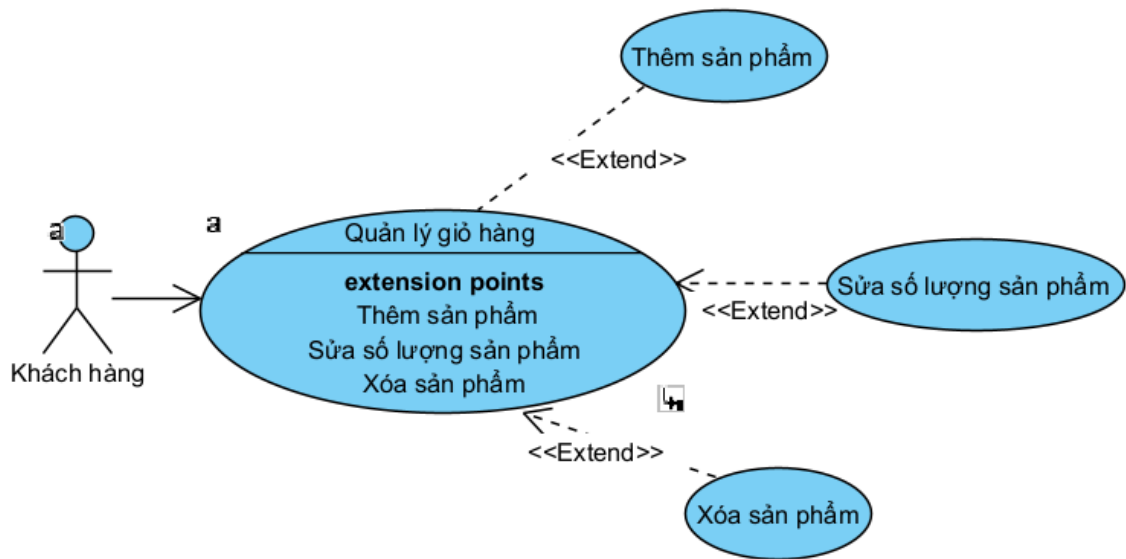 Thêm sản phẩm
<<Extend>>
a
a
Quản lý giỏ hàng
extension points
Thêm sản phẩm
Sửa số lượng sản phẩm
Xóa sản phẩm
Sửa số lượng sản phẩm
<<Extend>>
Khách hàng
<<Extend>>
Xóa sản phẩm